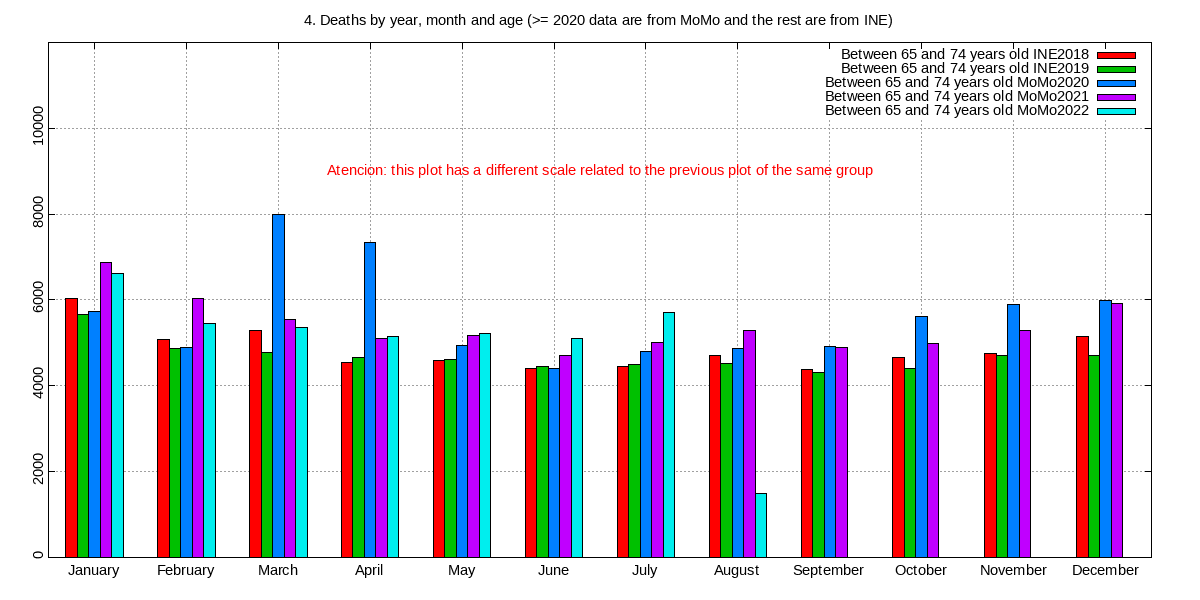 4. Deaths by year, month and age (>= 2020 data are from MoMo and the rest are from INE)
Between 65 and 74 years old INE2018
Between 65 and 74 years old INE2019
Between 65 and 74 years old MoMo2020
Between 65 and 74 years old MoMo2021
Between 65 and 74 years old MoMo2022
Atencion: this plot has a different scale related to the previous plot of the same group
10000
8000
6000
4000
2000
0
January February March April May June July August September October November December